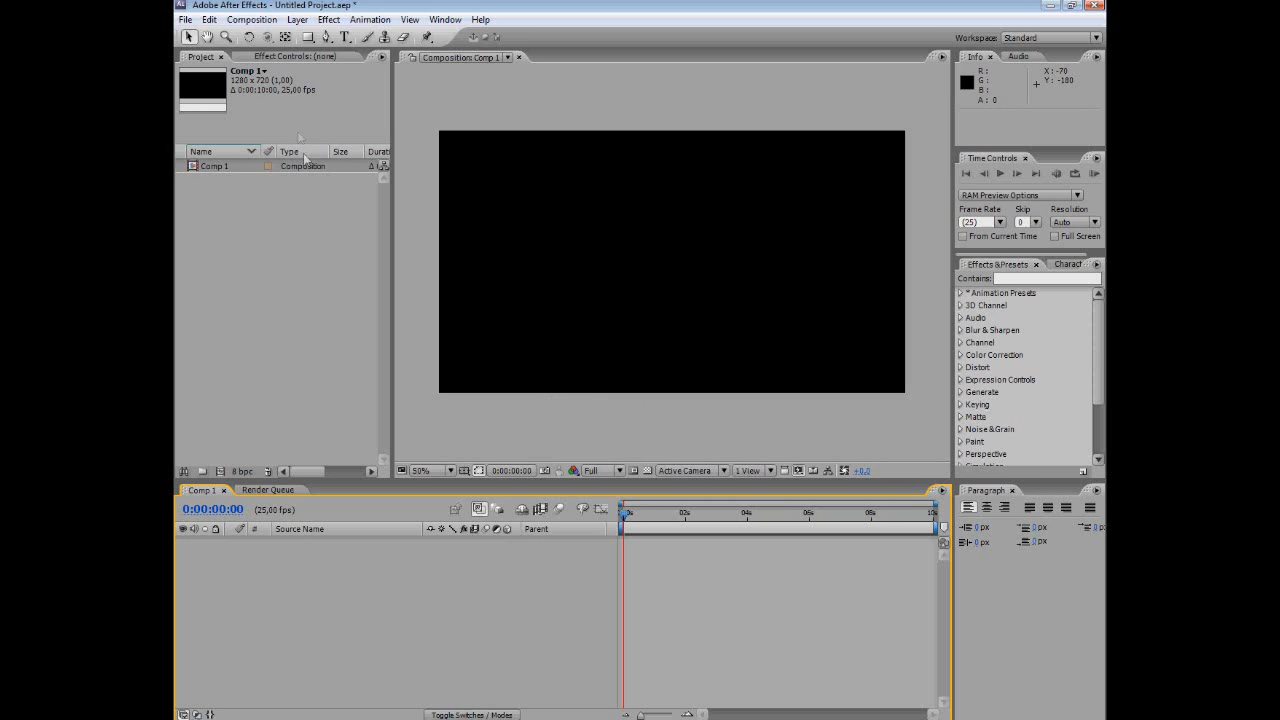 Adobe After Effects - Untitled Project.aep *
File Edit Composition Layer Effect Animation View Window Help
Workspace: Standard
Project Effect Controls: (none)
Comp 1
1280 x 720 (1,00)
Δ 0:00:10:00, 25,00 fps
Name Type Size Durati
Comp 1 Composition Δ
8 bpc
Composition: Comp 1
50% 0:00:00:00 Full Active Camera 1 View +0,0
Info Audio
R : X : -70
G : Y : -180
B :
A : 0
Time Controls
RAM Preview Options
Frame Rate Skip Resolution
(25) 0 Auto
From Current Time Full Screen
Effects &Presets Charact
Contains:
* Animation Presets
3D Channel
Audio
Blur & Sharpen
Channel
Color Correction
Distort
Expression Controls
Generate
Keying
Matte
Noise &Grain
Paint
Perspective
Comp 1 Render Queue
0:00:00:00 (25,00 fps)
# Source Name Parent
02s 04s 06s 08s 10s
Toggle Switches / Modes
Paragraph
0 px 0 px 0 px
0 px 0 px